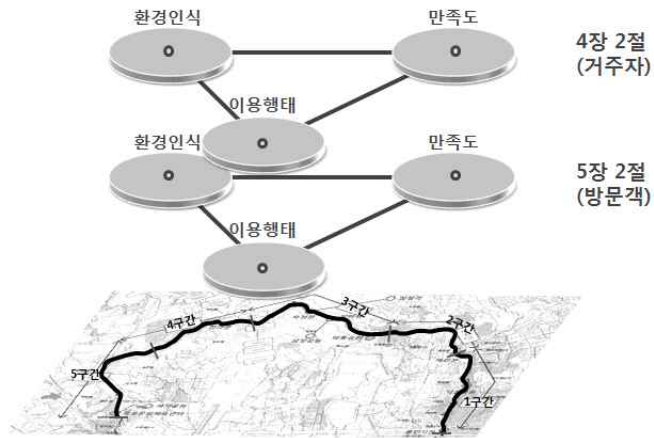 환경인식
만족도
4장 2절
(거주자)
이용행태
환경인식
만족도
5장 2절
(방문객)
이용행태
3구간
4구간
2구간
5구간
1구간